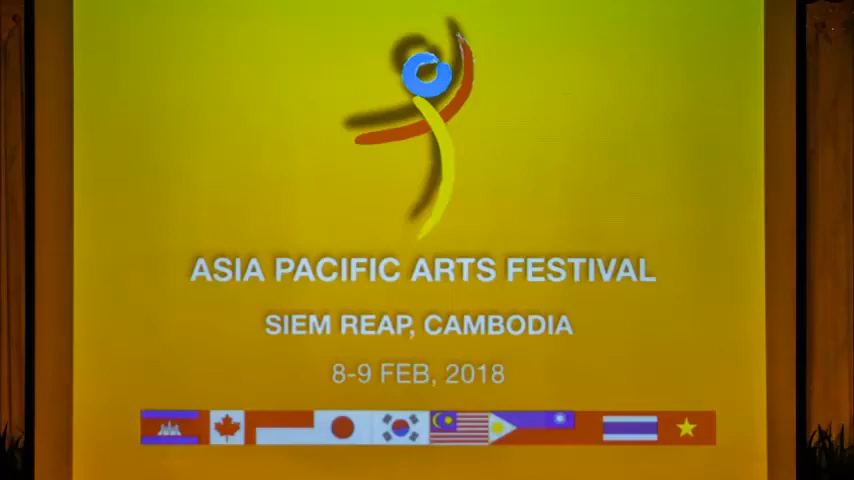 ASIA PACIFIC ARTS FESTIVAL
SIEM REAP, CAMBODIA
8-9 FEB, 2018